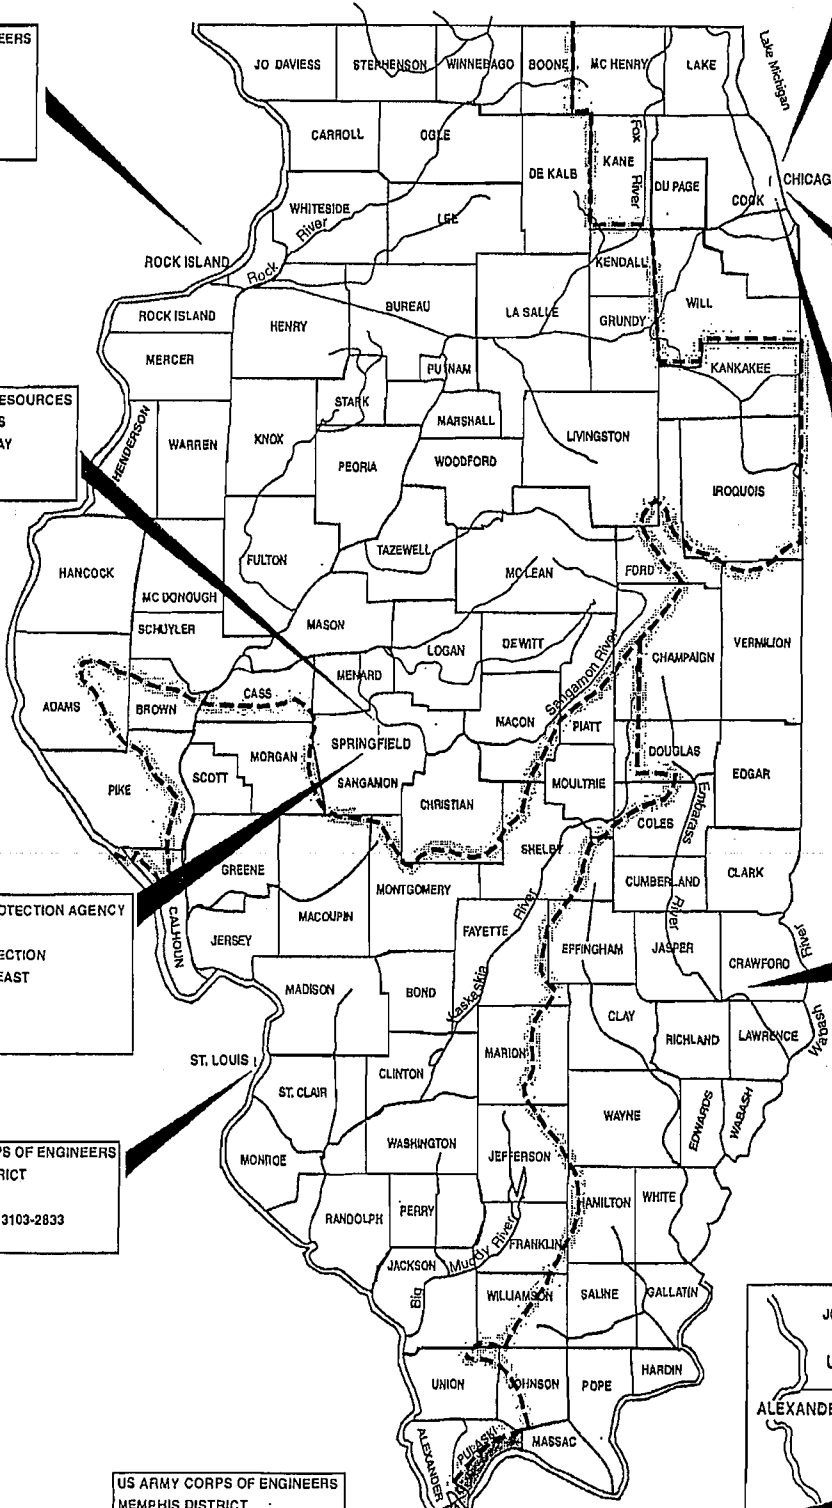 EERS
JO DAVIESS
STEPHENSON
WINNEBAGO
BOONE
MC HENRY
LAKE
Lake Michigan
CARROLL
OGLE
DE KALB
KANE
Fox River
DU PAGE
COOK
CHICAG
WHITESIDE
LEE
Rock River
ROCK ISLAND
KENDALL
WILL
ROCK ISLAND
HENRY
BUREAU
LA SALLE
GRUNDY
MERCER
PUTNAM
KANKAKEE
ESOURCES
S
AY
HENDERSON
WARREN
KNOX
STARK
MARSHALL
LIVINGSTON
PEORIA
WOODFORD
IROQUOIS
HANCOCK
MC DONOUGH
FULTON
TAZEWELL
MC LEAN
FORD
SCHUYLER
MASON
LOGAN
DEWITT
CHAMPAIGN
VERMILION
ADAMS
BROWN
CASS
MENARD
MACON
Sangamon River
PIATT
SPRINGFIELD
MORGAN
SCOTT
SANGAMON
CHRISTIAN
MOULTRIE
DOUGLAS
EDGAR
PIKE
SHELBY
COLES
Embarass River
GREENE
MONTGOMERY
CUMBERLAND
CLARK
OTECTION AGENCY
ECTION
EAST
CALHOUN
JERSEY
MACOUPIN
FAYETTE
Kaskaskia River
EFFINGHAM
JASPER
CRAWFORD
Wabash River
MADISON
BOND
MARION
CLAY
RICHLAND
LAWRENCE
ST. LOUIS
ST. CLAIR
CLINTON
WAYNE
EDWARDS
WABASH
PS OF ENGINEERS
RICT
3103-2833
MONROE
WASHINGTON
JEFFERSON
RANDOLPH
PERRY
HAMILTON
WHITE
JACKSON
Big Muddy River
FRANKLIN
WILLIAMSON
SALINE
GALLATIN
UNION
JOHNSON
POPE
HARDIN
ALEXANDER
PULASKI
MASSAC
J
U
ALEXANDE
US ARMY CORPS OF ENGINEERS
MEMPHIS DISTRICT